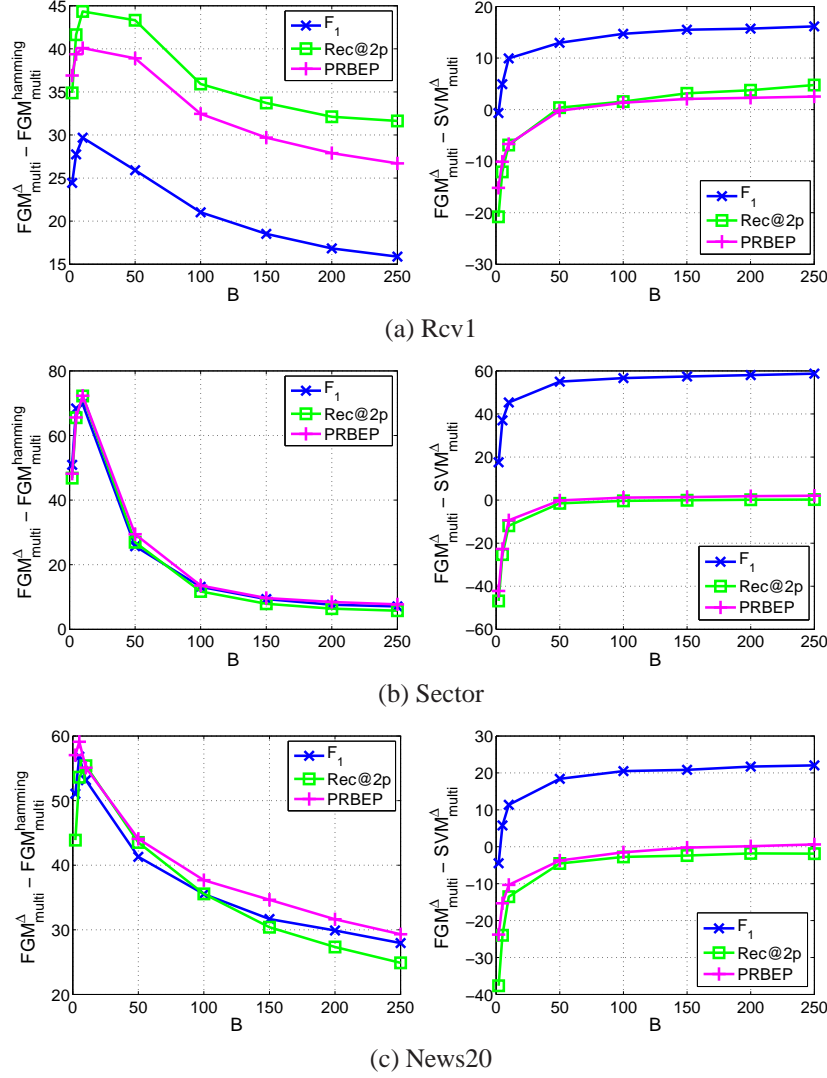 45
40
35
30
25
20
15
0 50 100 150 200 250
B
FGM^Δ_multi − FGM^hamming_multi
F_1
Rec@2p
PRBEP
20
10
0
−10
−20
−30
0 50 100 150 200 250
B
FGM^Δ_multi − SVM^Δ_multi
F_1
Rec@2p
PRBEP
(a) Rcv1
80
60
40
20
0
0 50 100 150 200 250
B
FGM^Δ_multi − FGM^hamming_multi
F_1
Rec@2p
PRBEP
60
40
20
0
−20
−40
−60
0 50 100 150 200 250
B
FGM^Δ_multi − SVM^Δ_multi
F_1
Rec@2p
PRBEP
(b) Sector
60
50
40
30
20
0 50 100 150 200 250
B
FGM^Δ_multi − FGM^hamming_multi
F_1
Rec@2p
PRBEP
30
20
10
0
−10
−20
−30
−40
0 50 100 150 200 250
B
FGM^Δ_multi − SVM^Δ_multi
F_1
Rec@2p
PRBEP
(c) News20